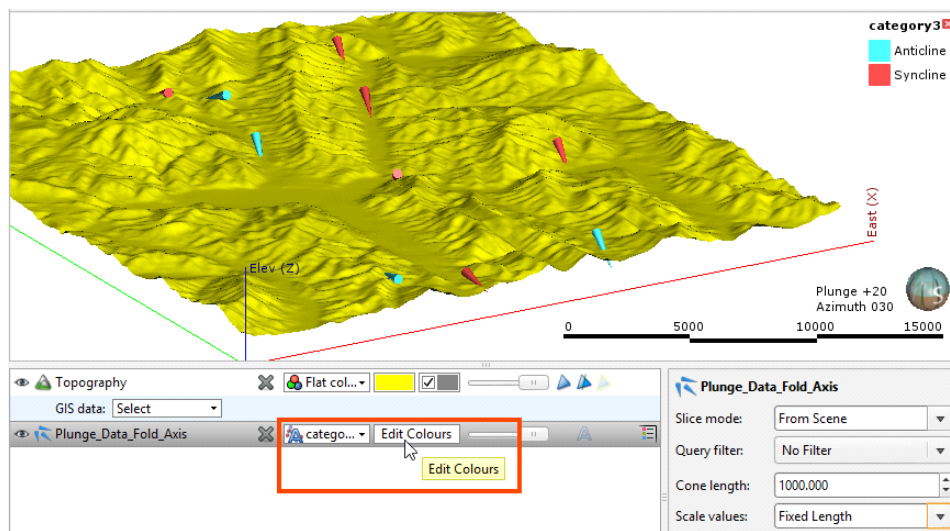 category3
Anticline
Syncline
East (X)
Elev (Z)
Plunge +20
Azimuth 030
0 5000 10000 15000
Topography Flat col...
GIS data: Select
Plunge_Data_Fold_Axis catego... Edit Colours
Edit Colours
Plunge_Data_Fold_Axis
Slice mode: From Scene
Query filter: No Filter
Cone length: 1000.000
Scale values: Fixed Length